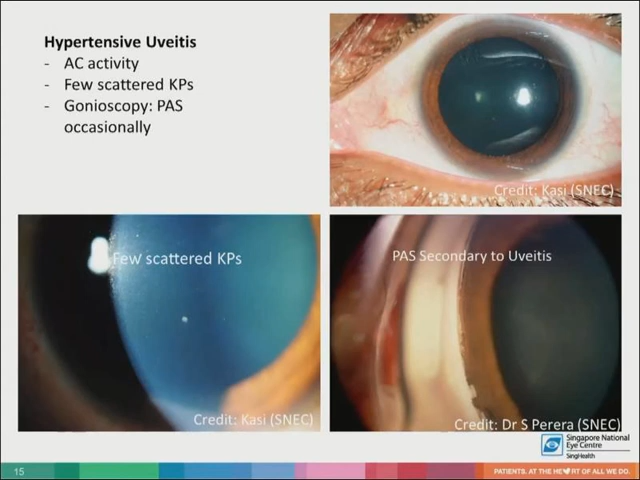 Hypertensive Uveitis
- AC activity
- Few scattered KPs
- Gonioscopy: PAS
occasionally
Credit: Kasi (SNEC)
Few scattered KPs
Credit: Kasi (SNEC)
PAS Secondary to Uveitis
Credit: Dr S Perera (SNEC)
Singapore National
Eye Centre
SingHealth
15
PATIENTS. AT THE HE♥RT OF ALL WE DO.